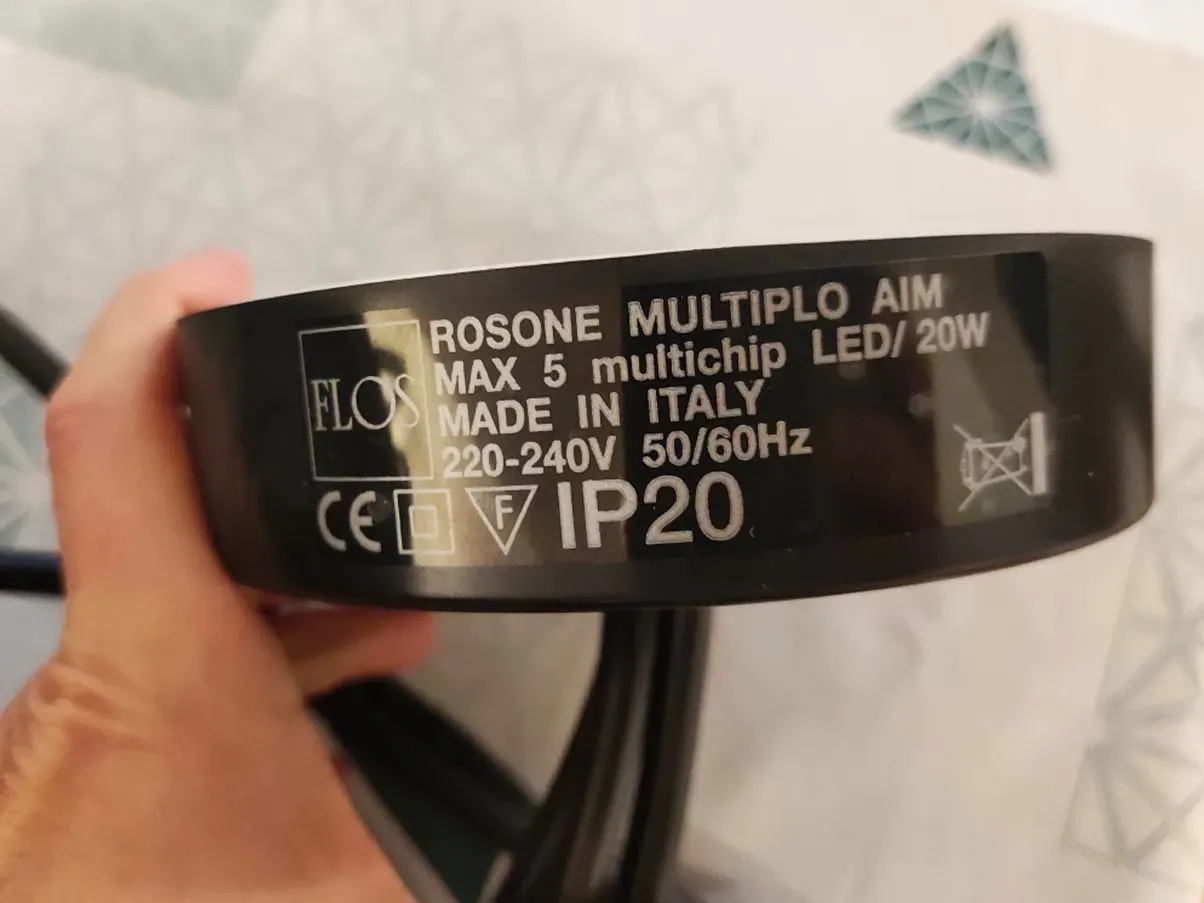 FLOS
ROSONE MULTIPLO AIM
MAX 5 multichip LED/ 20W
MADE IN ITALY
220-240V 50/60Hz
CE F IP20